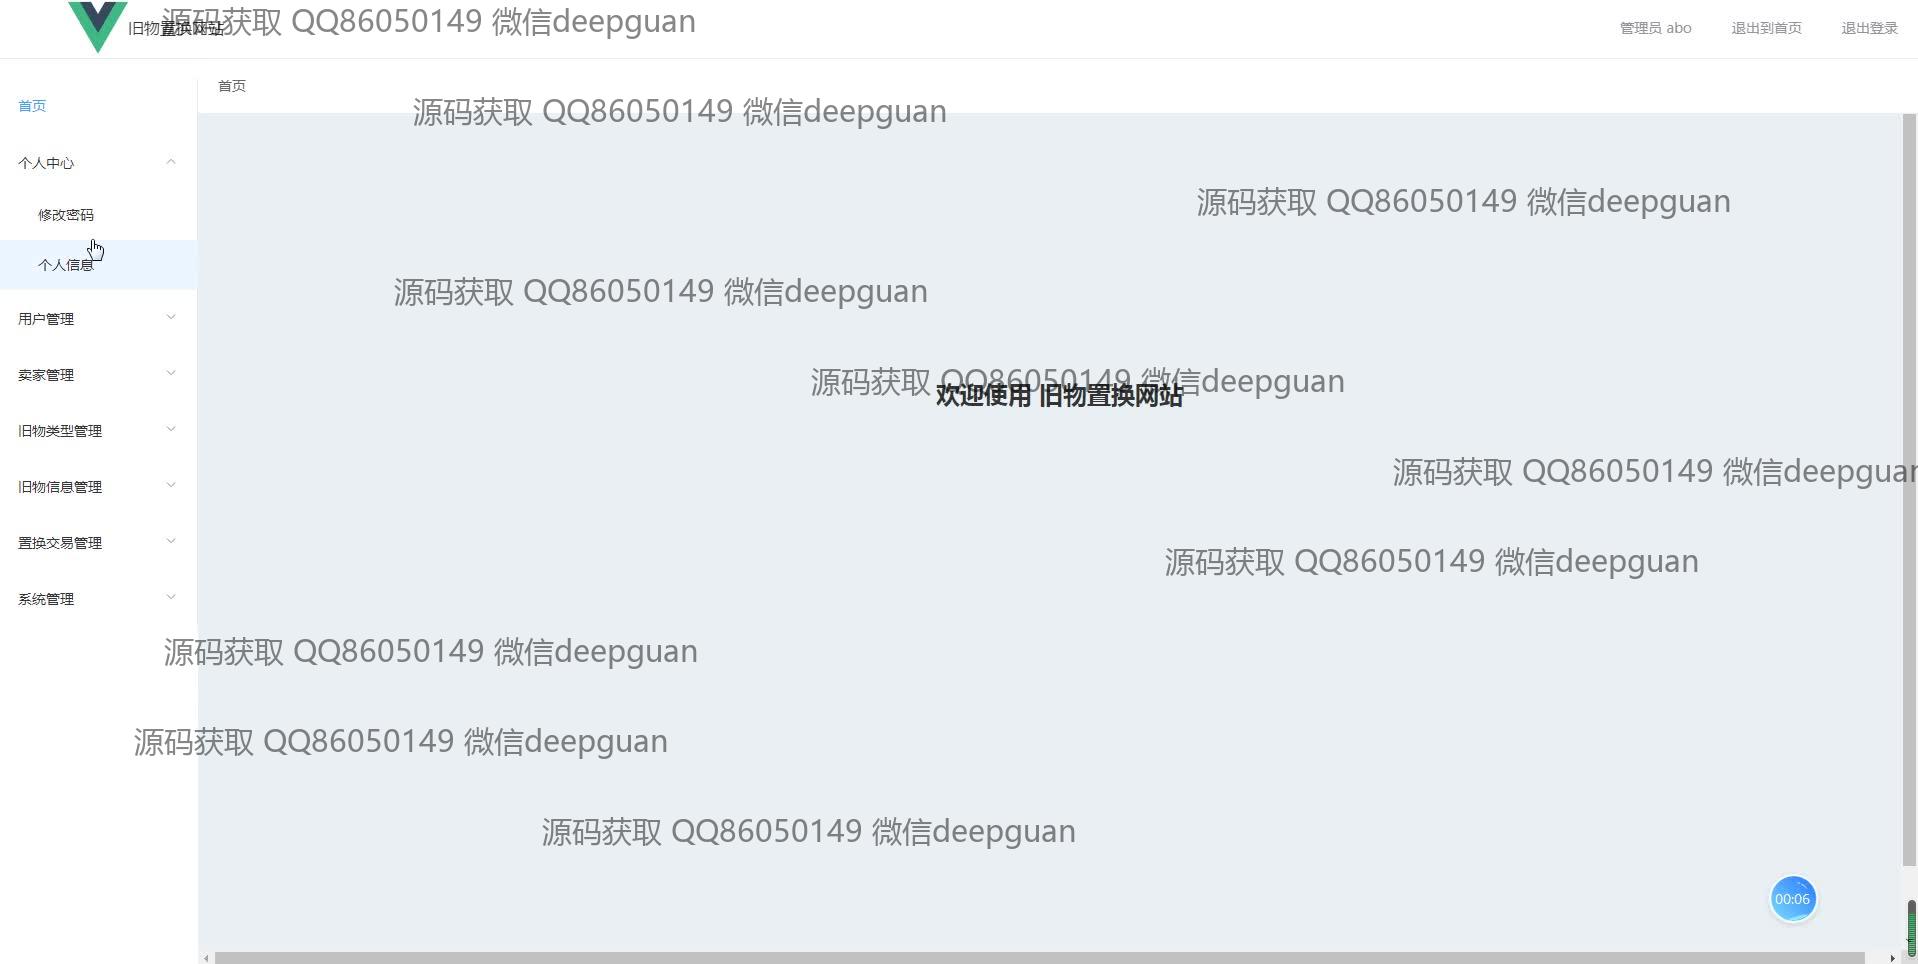 旧物置换网站
源码获取 QQ86050149 微信deepguan
管理员 abo
退出到首页
退出登录
首页
首页
源码获取 QQ86050149 微信deepguan
个人中心
修改密码
源码获取 QQ86050149 微信deepguan
个人信息
源码获取 QQ86050149 微信deepguan
用户管理
卖家管理
源码获取 QQ86050149 微信deepguan
欢迎使用 旧物置换网站
旧物类型管理
源码获取 QQ86050149 微信deepguan
旧物信息管理
置换交易管理
源码获取 QQ86050149 微信deepguan
系统管理
源码获取 QQ86050149 微信deepguan
源码获取 QQ86050149 微信deepguan
源码获取 QQ86050149 微信deepguan
00:06